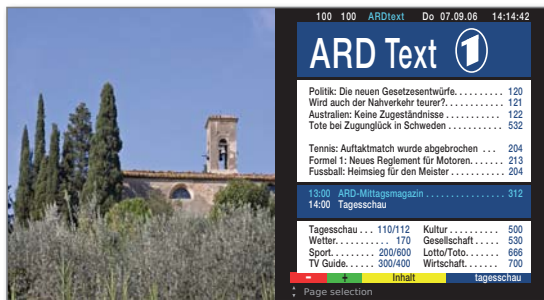 100 100 ARDtext Do 07.09.06 14:14:42
ARD Text 1
Politik: Die neuen Gesetzesentwürfe.......... 120
Wird auch der Nahverkehr teurer?............ 121
Australien: Keine Zugeständnisse ............ 122
Tote bei Zugunglück in Schweden ........... 532
Tennis: Auftaktmatch wurde abgebrochen ... 204
Formel 1: Neues Reglement für Motoren....... 213
Fussball: Heimsieg für den Meister ........... 204
13:00 ARD-Mittagsmagazin ................ 312
14:00 Tagesschau
Tagesschau ... 110/112 Kultur .......... 500
Wetter.......... 170 Gesellschaft ..... 530
Sport......... 200/600 Lotto/Toto....... 666
TV Guide...... 300/400 Wirtschaft....... 700
- + Inhalt tagesschau
Page selection